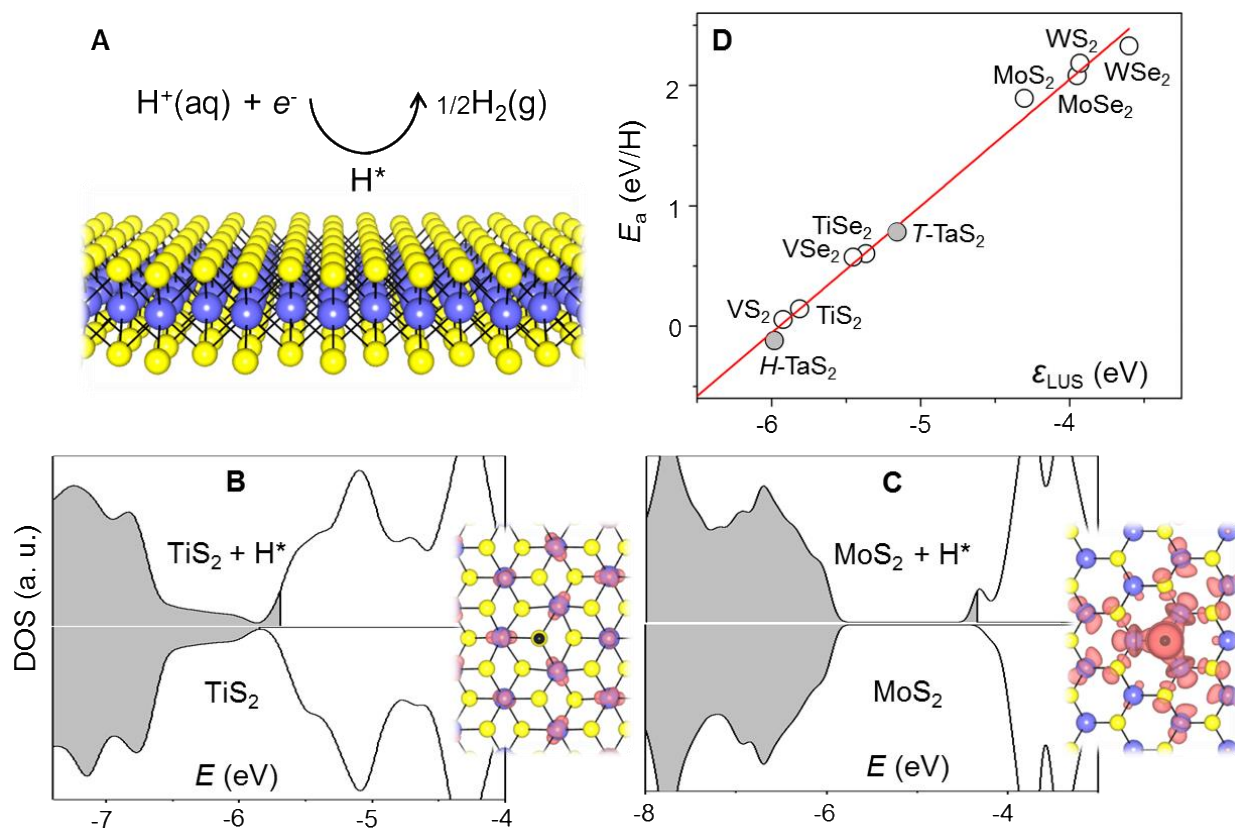 A
H⁺(aq) + e⁻
1/2H₂(g)
H*
D
Eₐ (eV/H)
2
1
0
WS₂
MoS₂
WSe₂
MoSe₂
TiSe₂
VSe₂
T-TaS₂
VS₂
TiS₂
H-TaS₂
ε_LUS (eV)
-6 -5 -4
B
DOS (a. u.)
TiS₂ + H*
TiS₂
E (eV)
-7 -6 -5 -4
C
MoS₂ + H*
MoS₂
E (eV)
-8 -6 -4